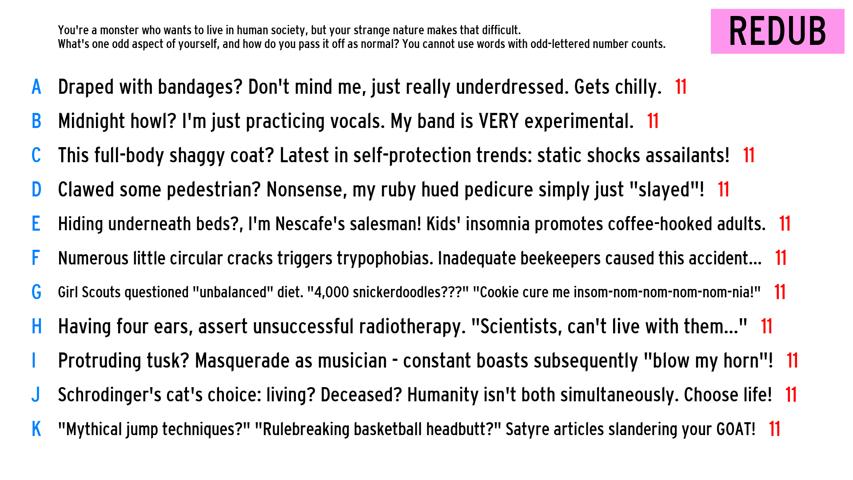 You're a monster who wants to live in human society, but your strange nature makes that difficult.
What's one odd aspect of yourself, and how do you pass it off as normal? You cannot use words with odd-lettered number counts.
REDUB
A Draped with bandages? Don't mind me, just really underdressed. Gets chilly. 11
B Midnight howl? I'm just practicing vocals. My band is VERY experimental. 11
C This full-body shaggy coat? Latest in self-protection trends: static shocks assailants! 11
D Clawed some pedestrian? Nonsense, my ruby hued pedicure simply just "slayed"! 11
E Hiding underneath beds?, I'm Nescafe's salesman! Kids' insomnia promotes coffee-hooked adults. 11
F Numerous little circular cracks triggers trypophobias. Inadequate beekeepers caused this accident... 11
G Girl Scouts questioned "unbalanced" diet. "4,000 snickerdoodles???" "Cookie cure me insom-nom-nom-nom-nom-nia!" 11
H Having four ears, assert unsuccessful radiotherapy. "Scientists, can't live with them..." 11
I Protruding tusk? Masquerade as musician - constant boasts subsequently "blow my horn"! 11
J Schrodinger's cat's choice: living? Deceased? Humanity isn't both simultaneously. Choose life! 11
K "Mythical jump techniques?" "Rulebreaking basketball headbutt?" Satyre articles slandering your GOAT! 11